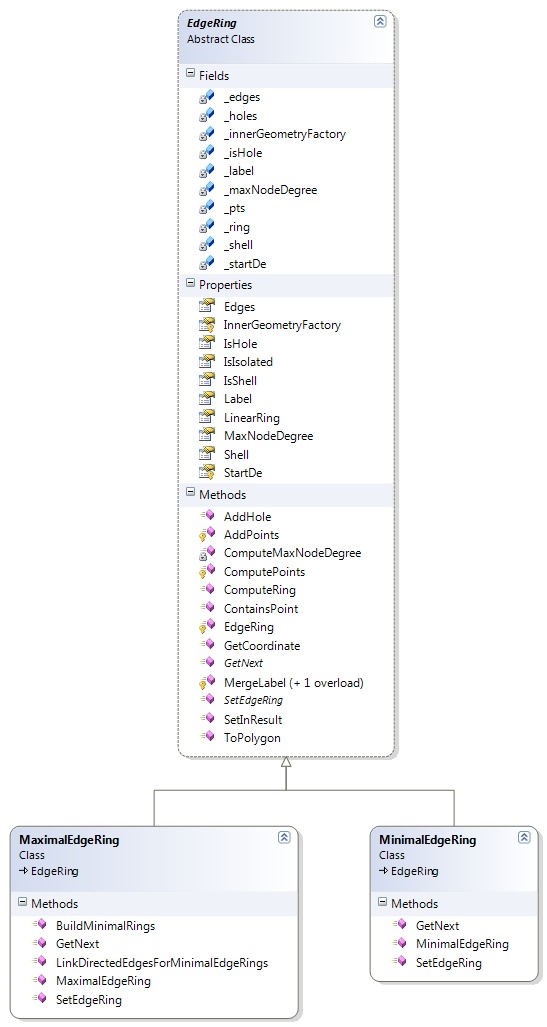 EdgeRing
Abstract Class
Fields
_edges
_holes
_innerGeometryFactory
_isHole
_label
_maxNodeDegree
_pts
_ring
_shell
_startDe
Properties
Edges
InnerGeometryFactory
IsHole
IsIsolated
IsShell
Label
LinearRing
MaxNodeDegree
Shell
StartDe
Methods
AddHole
AddPoints
ComputeMaxNodeDegree
ComputePoints
ComputeRing
ContainsPoint
EdgeRing
GetCoordinate
GetNext
MergeLabel (+ 1 overload)
SetEdgeRing
SetInResult
ToPolygon
MaximalEdgeRing
Class
EdgeRing
Methods
BuildMinimalRings
GetNext
LinkDirectedEdgesForMinimalEdgeRings
MaximalEdgeRing
SetEdgeRing
MinimalEdgeRing
Class
EdgeRing
Methods
GetNext
MinimalEdgeRing
SetEdgeRing